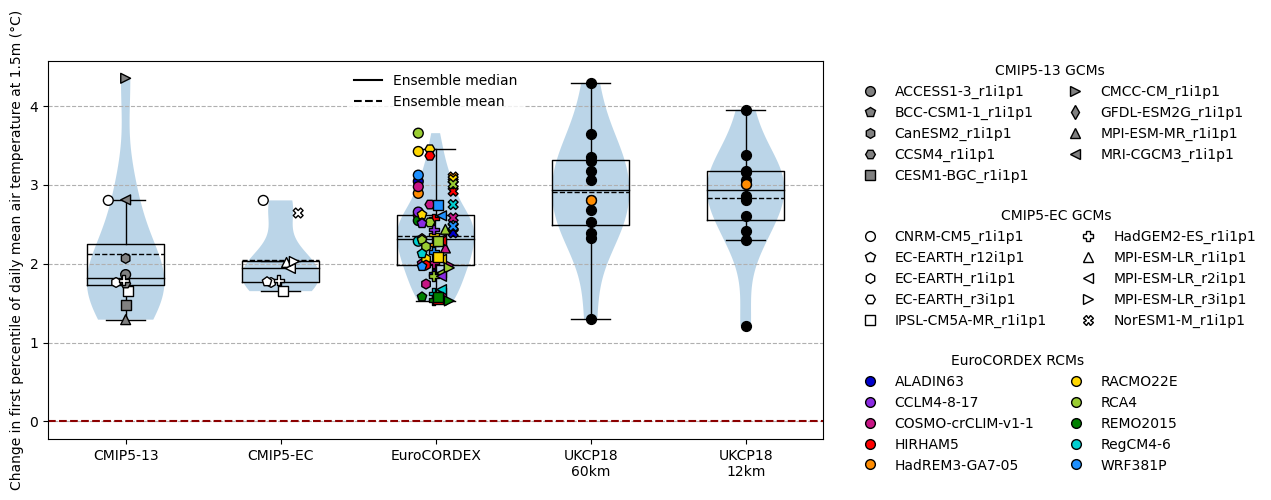 Change in first percentile of daily mean air temperature at 1.5m (°C)
4
3
2
1
0
Ensemble median
Ensemble mean
CMIP5-13
CMIP5-EC
EuroCORDEX
UKCP18
60km
UKCP18
12km
CMIP5-13 GCMs
ACCESS1-3_r1i1p1
BCC-CSM1-1_r1i1p1
CanESM2_r1i1p1
CCSM4_r1i1p1
CESM1-BGC_r1i1p1
CMCC-CM_r1i1p1
GFDL-ESM2G_r1i1p1
MPI-ESM-MR_r1i1p1
MRI-CGCM3_r1i1p1
CMIP5-EC GCMs
CNRM-CM5_r1i1p1
EC-EARTH_r12i1p1
EC-EARTH_r1i1p1
EC-EARTH_r3i1p1
IPSL-CM5A-MR_r1i1p1
HadGEM2-ES_r1i1p1
MPI-ESM-LR_r1i1p1
MPI-ESM-LR_r2i1p1
MPI-ESM-LR_r3i1p1
NorESM1-M_r1i1p1
EuroCORDEX RCMs
ALADIN63
CCLM4-8-17
COSMO-crCLIM-v1-1
HIRHAM5
HadREM3-GA7-05
RACMO22E
RCA4
REMO2015
RegCM4-6
WRF381P